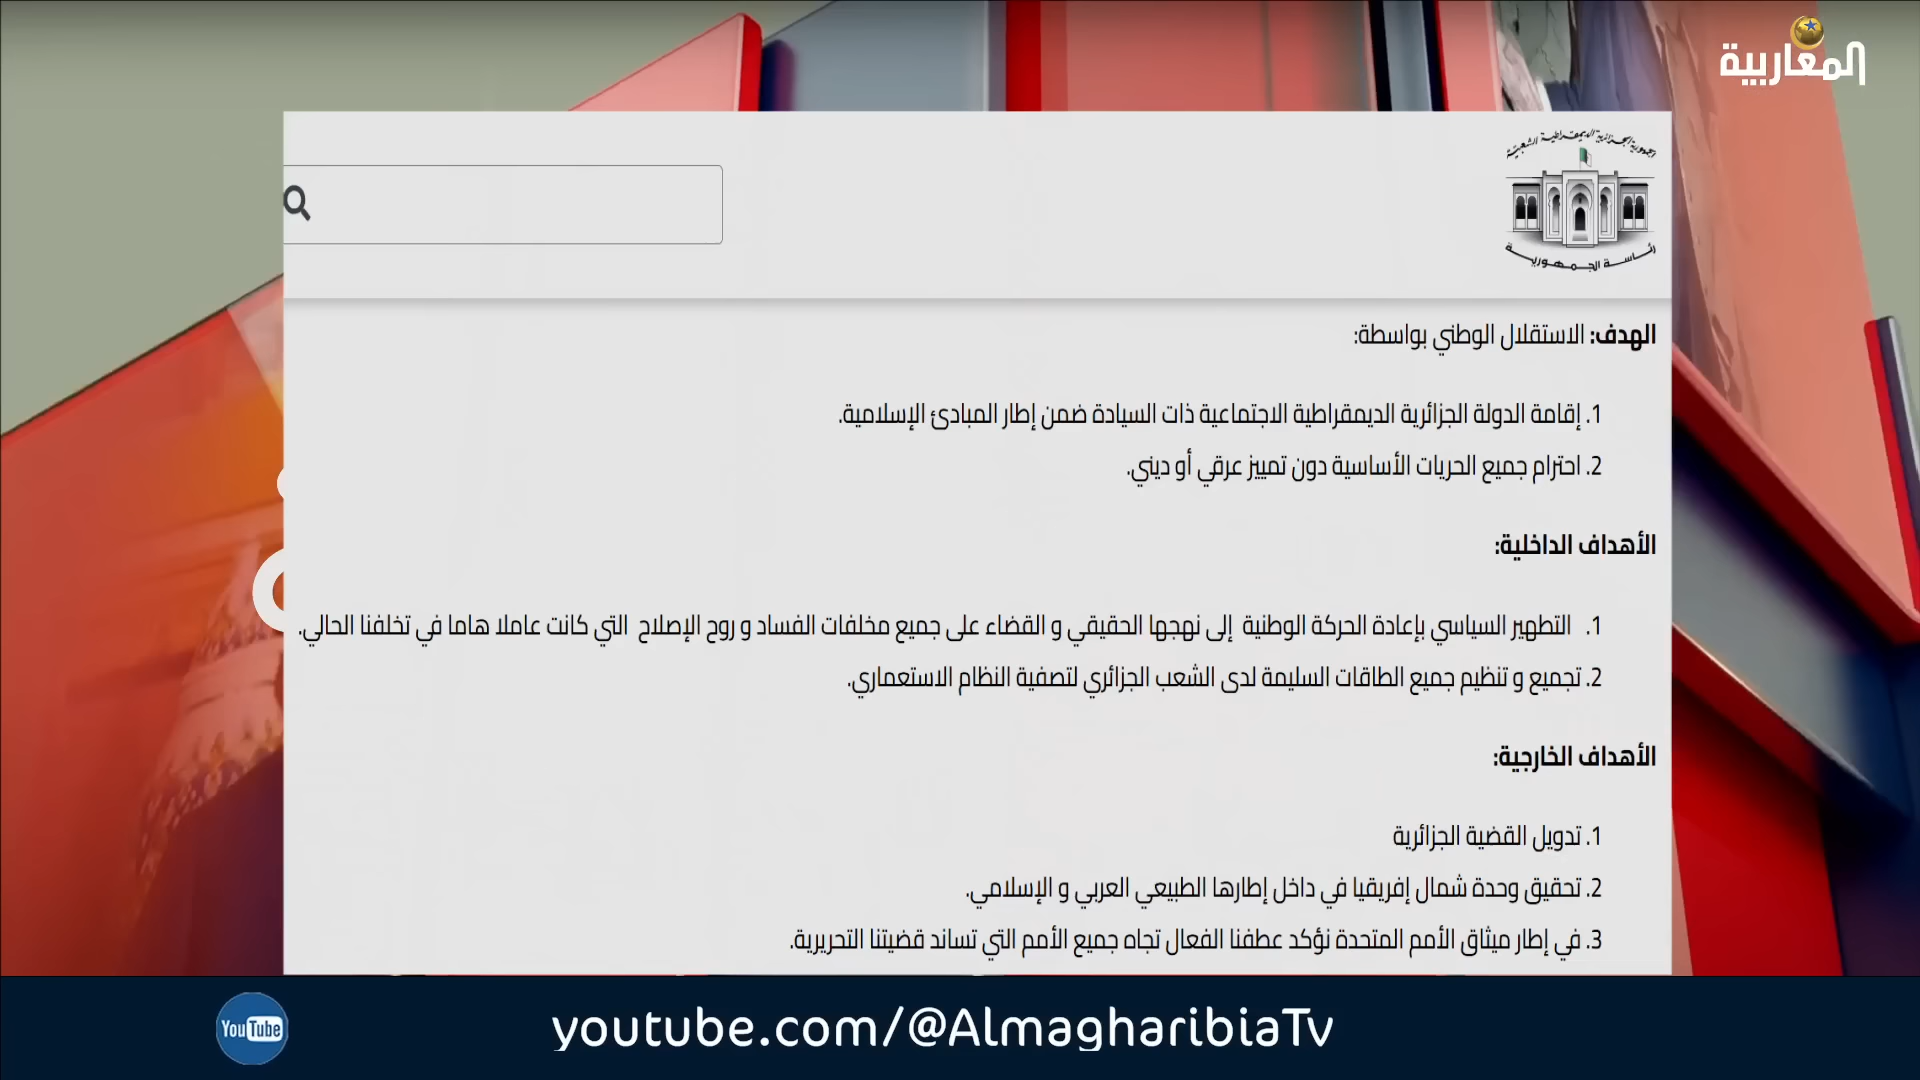 المغاربية
الجمهورية الجزائرية الديمقراطية الشعبية
رئاسة الجمهورية
الهدف: الاستقلال الوطني بواسطة:
1. إقامة الدولة الجزائرية الديمقراطية الاجتماعية ذات السيادة ضمن إطار المبادئ الإسلامية.
2. احترام جميع الحريات الأساسية دون تمييز عرقي أو ديني.
الأهداف الداخلية:
1. التطهير السياسي بإعادة الحركة الوطنية إلى نهجها الحقيقي و القضاء على جميع مخلفات الفساد و روح الإصلاح التي كانت عاملا هاما في تخلفنا الحالي.
2. تجميع و تنظيم جميع الطاقات السليمة لدى الشعب الجزائري لتصفية النظام الاستعماري.
الأهداف الخارجية:
1. تدويل القضية الجزائرية
2. تحقيق وحدة شمال إفريقيا في داخل إطارها الطبيعي العربي و الإسلامي.
3. في إطار ميثاق الأمم المتحدة نؤكد عطفنا الفعال تجاه جميع الأمم التي تساند قضيتنا التحريرية.
YouTube
youtube.com/@AlmagharibiaTv